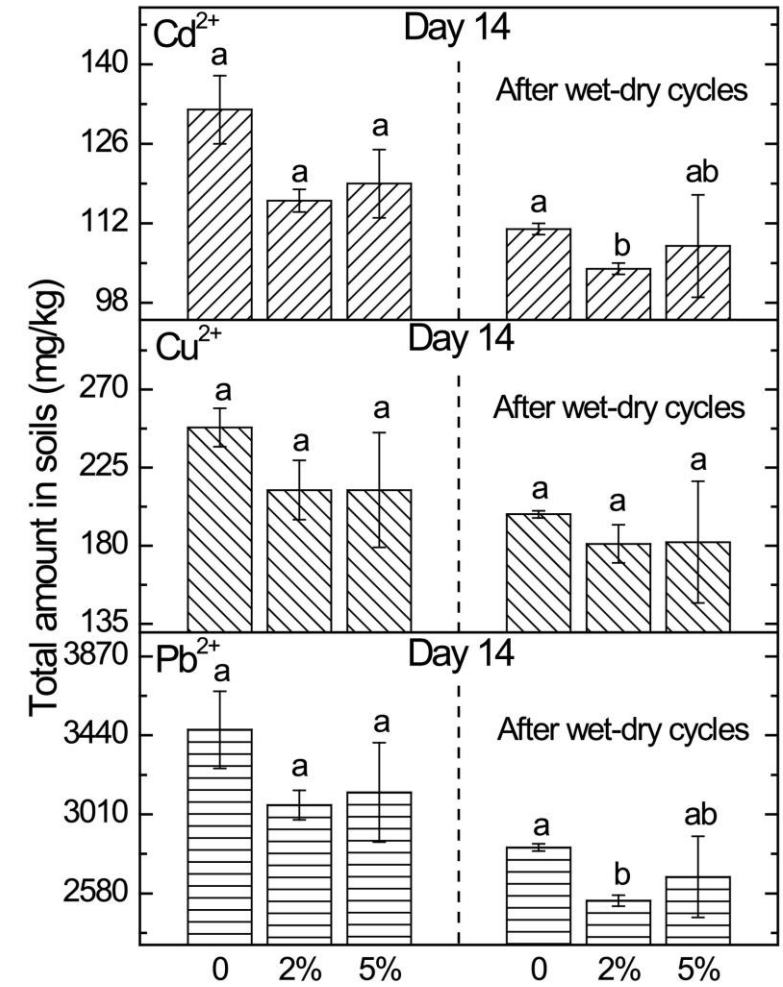 Total amount in soils (mg/kg)
Cd2+ Day 14
After wet-dry cycles
140
126
112
98
a a a a b ab
Cu2+ Day 14
After wet-dry cycles
270
225
180
135
a a a a a a
Pb2+ Day 14
After wet-dry cycles
3870
3440
3010
2580
a a a a b ab
0 2% 5% 0 2% 5%